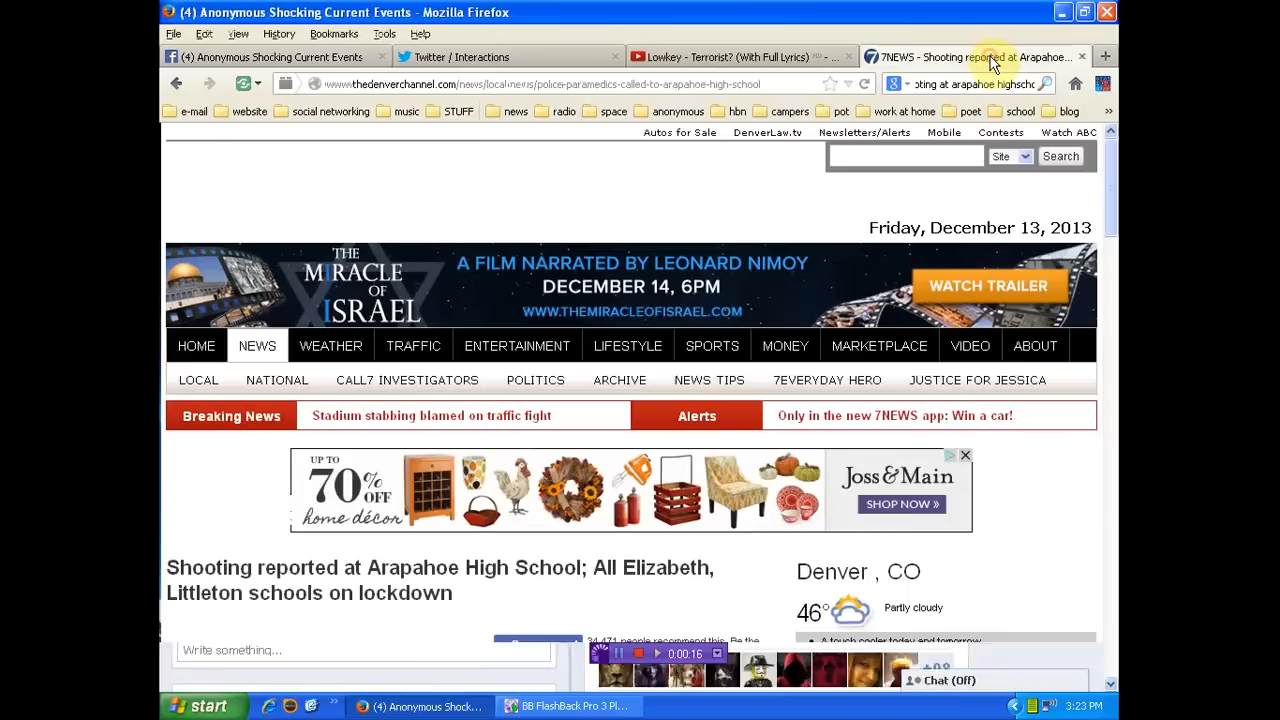 (4) Anonymous Shocking Current Events - Mozilla Firefox
File Edit View History Bookmarks Tools Help
(4) Anonymous Shocking Current Events
Twitter / Interactions
Lowkey - Terrorist? (With Full Lyrics) HD - ...
7NEWS - Shooting reported at Arapahoe...
www.thedenverchannel.com/news/local-news/police-paramedics-called-to-arapahoe-high-school
oting at arapahoe highschc
e-mail website social networking music STUFF news radio space anonymous hbn campers pot work at home poet school blog »
Autos for Sale DenverLaw.tv Newsletters/Alerts Mobile Contests Watch ABC
Site Search
Friday, December 13, 2013
THE MIRACLE OF ISRAEL
A FILM NARRATED BY LEONARD NIMOY
DECEMBER 14, 6PM
WWW.THEMIRACLEOFISRAEL.COM
WATCH TRAILER
HOME NEWS WEATHER TRAFFIC ENTERTAINMENT LIFESTYLE SPORTS MONEY MARKETPLACE VIDEO ABOUT
LOCAL NATIONAL CALL7 INVESTIGATORS POLITICS ARCHIVE NEWS TIPS 7EVERYDAY HERO JUSTICE FOR JESSICA
Breaking News Stadium stabbing blamed on traffic fight Alerts Only in the new 7NEWS app: Win a car!
UP TO
70% OFF
home décor
Joss&Main
SHOP NOW »
Shooting reported at Arapahoe High School; All Elizabeth,
Littleton schools on lockdown
Denver , CO
46° Partly cloudy
34,471 people recommend this. Be the
A touch cooler today and tomorrow
Write something...
0:00:16
Chat (Off)
start
(4) Anonymous Shock...
BB FlashBack Pro 3 Pl...
3:23 PM